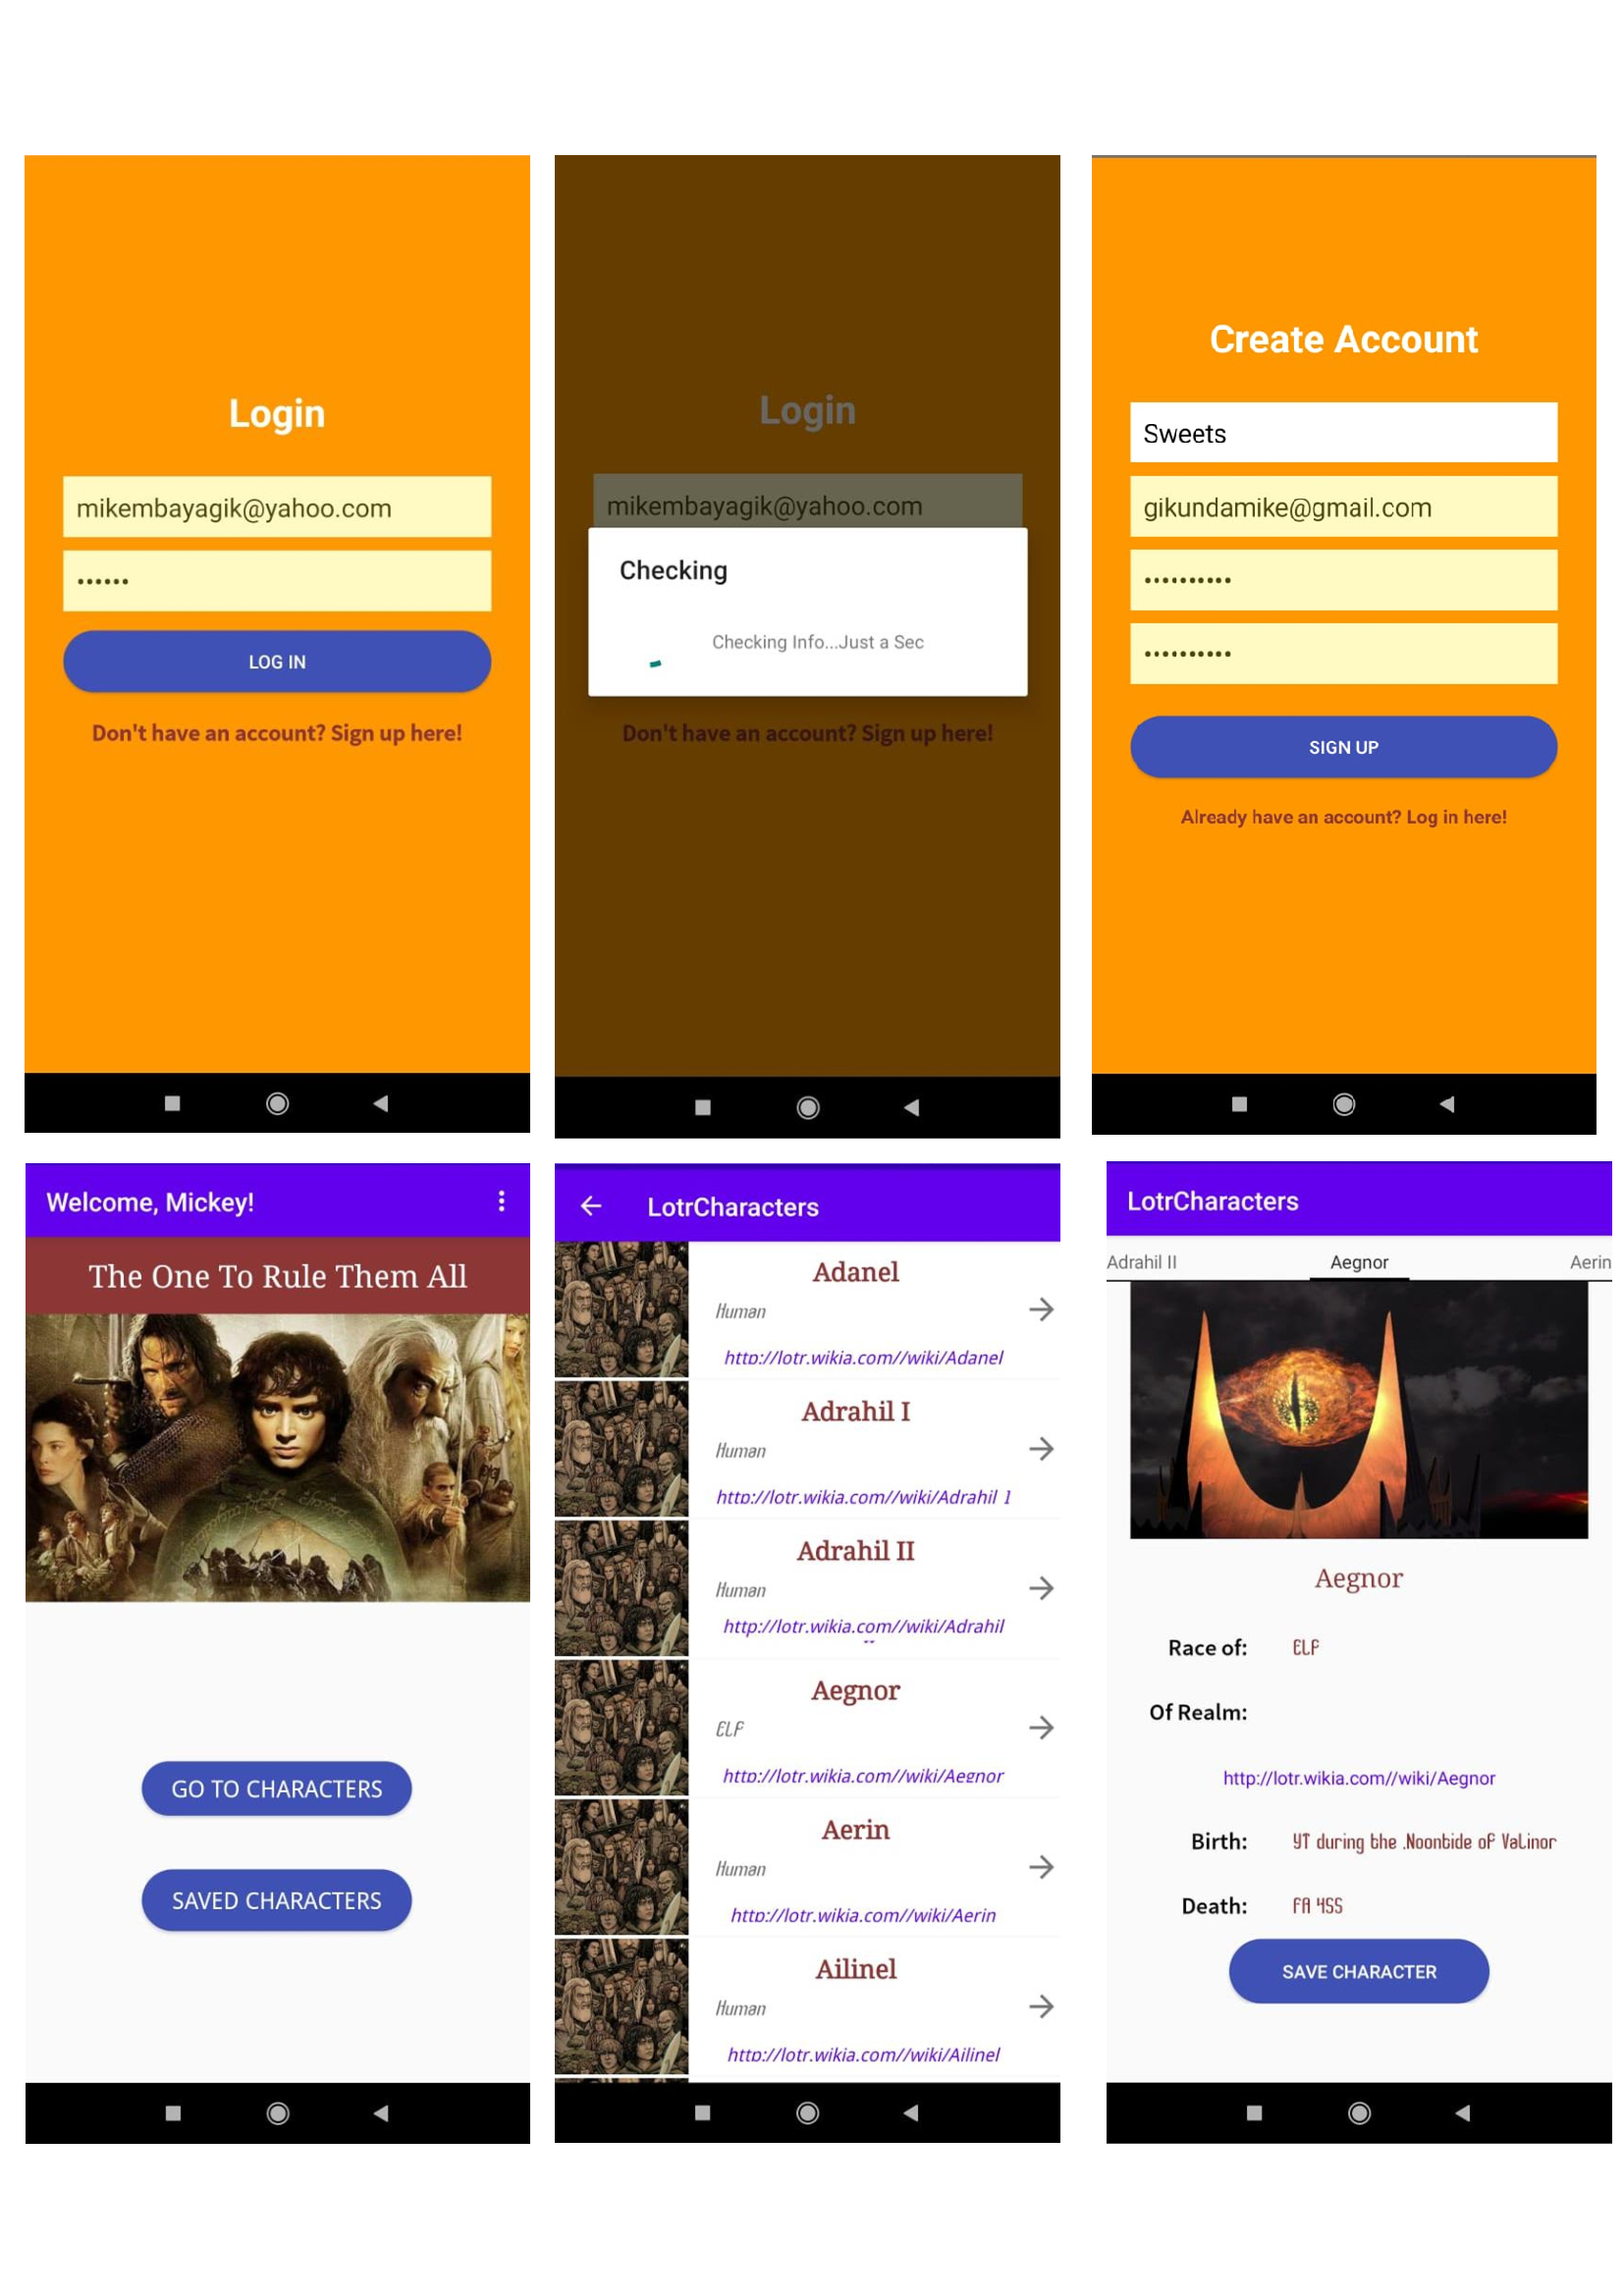 Login
mikembayagik@yahoo.com
••••••
LOG IN
Don't have an account? Sign up here!
Login
mikembayagik@yahoo.com
Checking
Checking Info...Just a Sec
Don't have an account? Sign up here!
Create Account
Sweets
gikundamike@gmail.com
••••••••••
••••••••••
SIGN UP
Already have an account? Log in here!
Welcome, Mickey!
The One To Rule Them All
GO TO CHARACTERS
SAVED CHARACTERS
LotrCharacters
Adanel
Human
http://lotr.wikia.com//wiki/Adanel
Adrahil I
Human
http://lotr.wikia.com//wiki/Adrahil_I
Adrahil II
Human
http://lotr.wikia.com//wiki/Adrahil
Aegnor
ELF
http://lotr.wikia.com//wiki/Aegnor
Aerin
Human
http://lotr.wikia.com//wiki/Aerin
Ailinel
Human
http://lotr.wikia.com//wiki/Ailinel
LotrCharacters
Adrahil II Aegnor Aerin
Aegnor
Race of: ELF
Of Realm:
http://lotr.wikia.com//wiki/Aegnor
Birth: YT during the ,Noontide of Valinor
Death: FA 455
SAVE CHARACTER